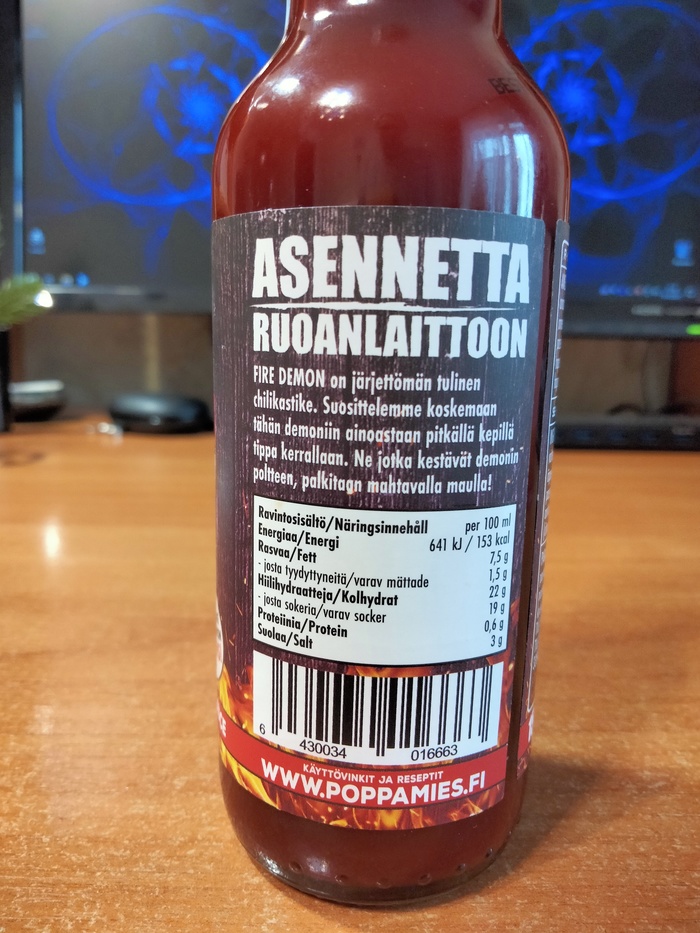 BES
ASENNETTA
RUOANLAITTOON
FIRE DEMON on järjettömän tulinen
chilikastike. Suosittelemme koskemaan
tähän demoniin ainoastaan pitkällä kepillä
tippa kerrallaan. Ne jotka kestävät demonin
poltteen, palkitaan mahtavalla maulla!
Ravintosisältö/Näringsinnehåll per 100 ml
Energiaa/Energi 641 kJ / 153 kcal
Rasvaa/Fett 7,5 g
- josta tyydyttyneitä/varav mättade 1,5 g
Hiilihydraatteja/Kolhydrat 22 g
- josta sokeria/varav socker 19 g
Proteiinia/Protein 0,6 g
Suolaa/Salt 3 g
6 430034 016663
KÄYTTÖVINKIT JA RESEPTIT
WWW.POPPAMIES.FI